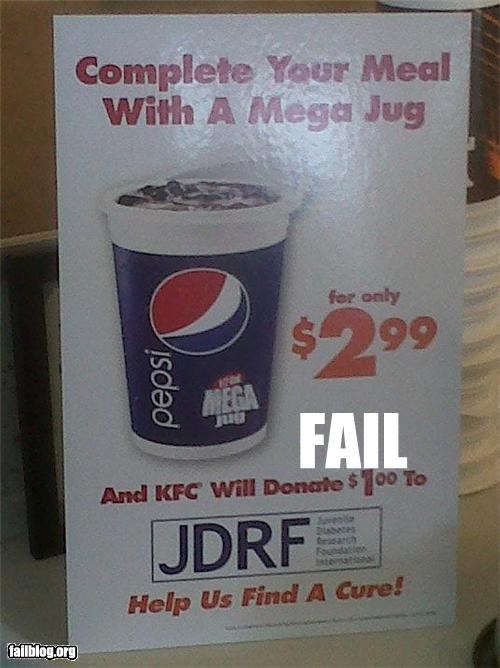 Complete Your Meal
With A Mega Jug
for only
$2.99
pepsi
MEGA
jug
FAIL
And KFC Will Donate $1.00 To
JDRF
Juvenile
Diabetes
Research
Foundation
International
Help Us Find A Cure!
failblog.org